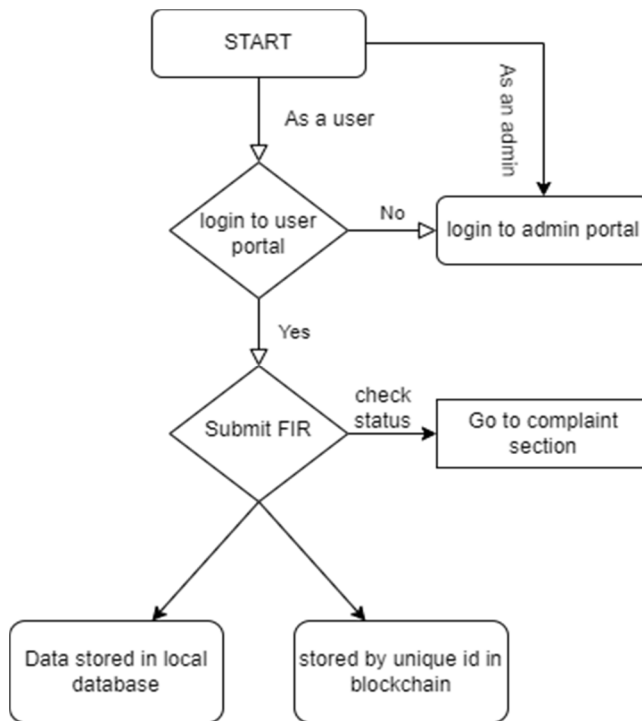 START
As a user
As an admin
login to user
portal
No
login to admin portal
Yes
Submit FIR
check
status
Go to complaint
section
Data stored in local
database
stored by unique id in
blockchain